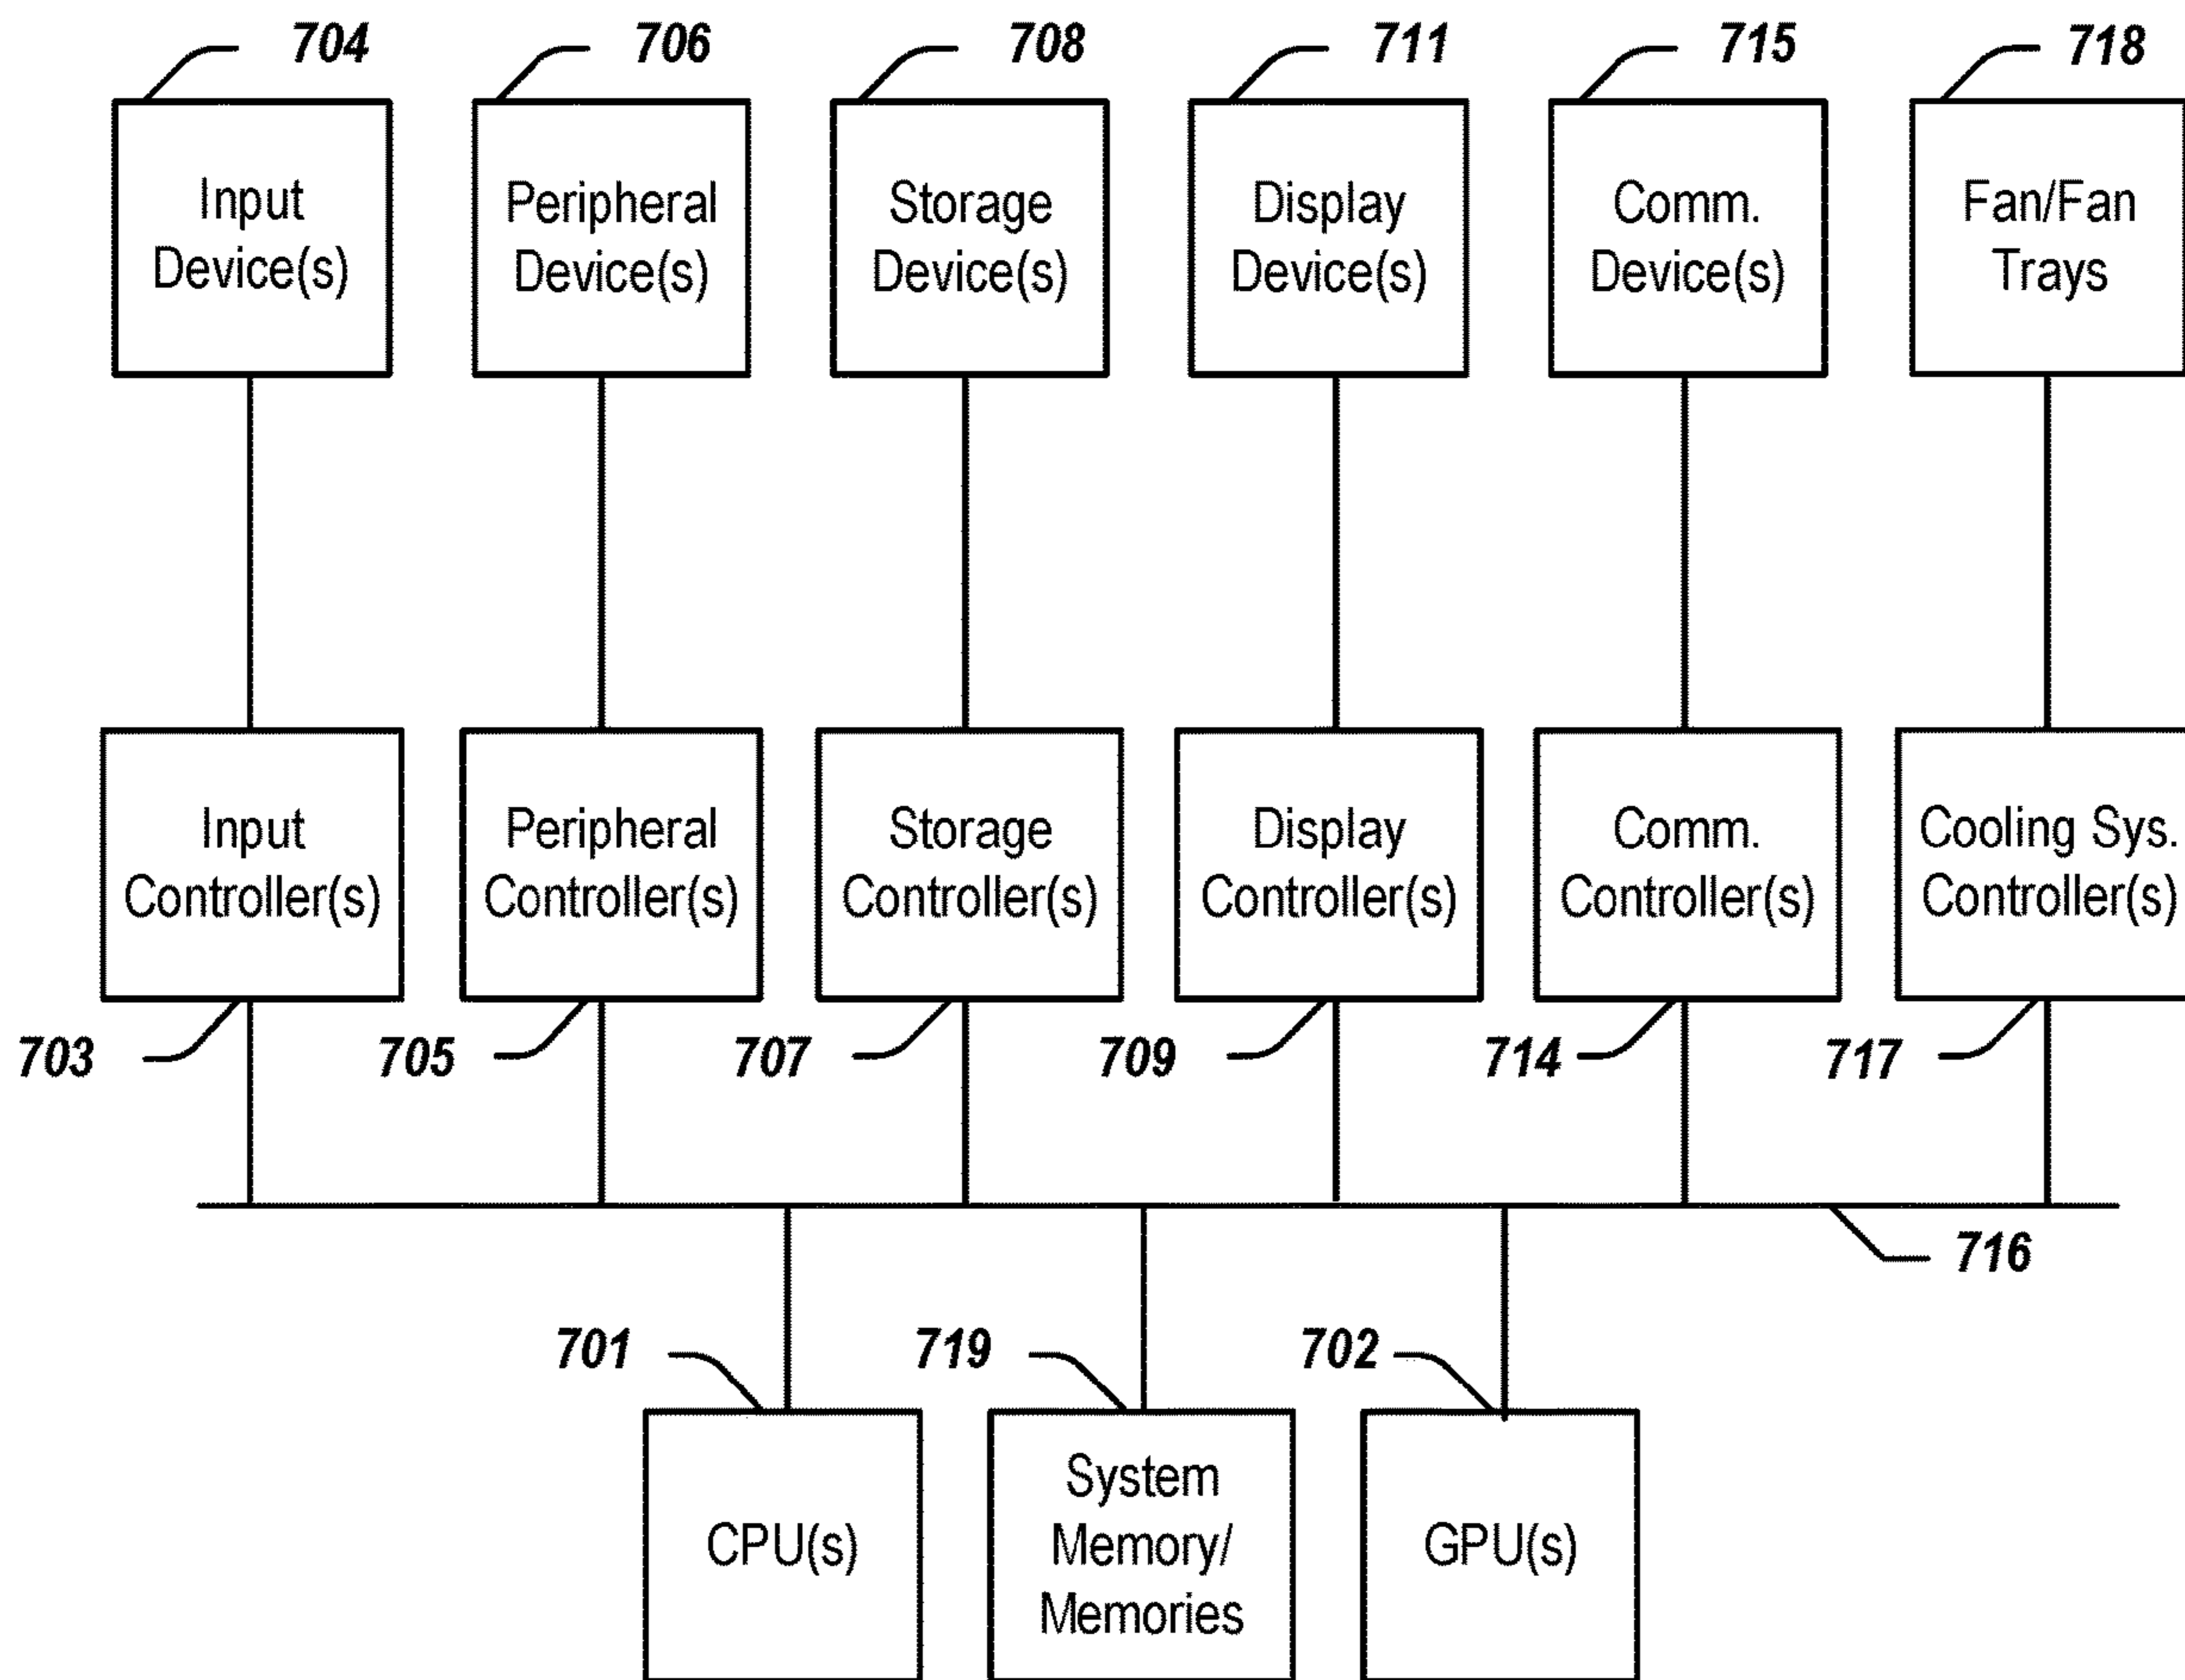 704 706 708 711 715 718
Input
Device(s)
Peripheral
Device(s)
Storage
Device(s)
Display
Device(s)
Comm.
Device(s)
Fan/Fan
Trays
Input
Controller(s)
Peripheral
Controller(s)
Storage
Controller(s)
Display
Controller(s)
Comm.
Controller(s)
Cooling Sys.
Controller(s)
703 705 707 709 714 717
716
701 719 702
CPU(s)
System
Memory/
Memories
GPU(s)